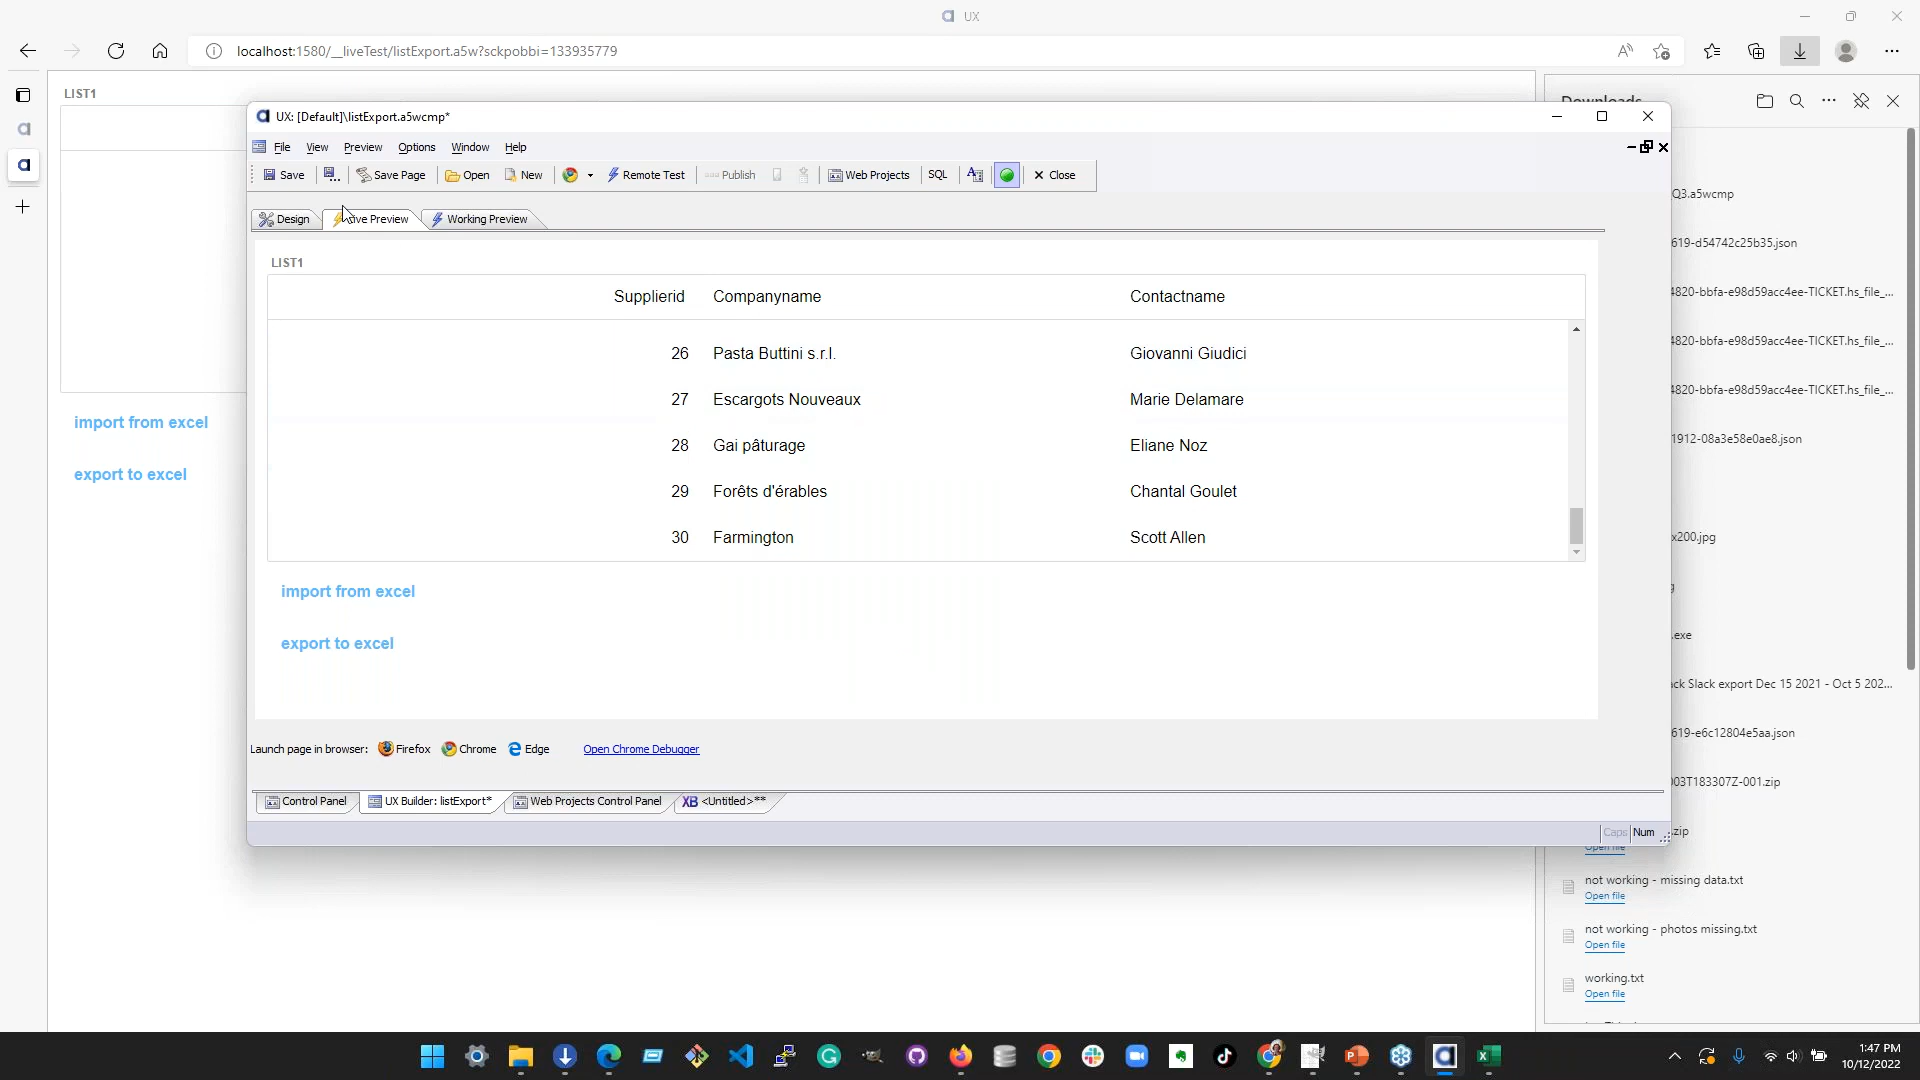 UX
localhost:1580/__liveTest/listExport.a5w?sckpobbi=133935779
LIST1
import from excel
export to excel
UX: [Default]\listExport.a5wcmp*
File View Preview Options Window Help
Save Save Page Open New Remote Test Publish Web Projects SQL Close
Design Live Preview Working Preview
LIST1
Supplierid Companyname Contactname
26 Pasta Buttini s.r.l. Giovanni Giudici
27 Escargots Nouveaux Marie Delamare
28 Gai pâturage Eliane Noz
29 Forêts d'érables Chantal Goulet
30 Farmington Scott Allen
import from excel
export to excel
Launch page in browser: Firefox Chrome Edge Open Chrome Debugger
Control Panel UX Builder: listExport* Web Projects Control Panel XB <Untitled>**
Caps Num
Downloads
Q3.a5wcmp
619-d54742c25b35.json
4820-bbfa-e98d59acc4ee-TICKET.hs_file_...
4820-bbfa-e98d59acc4ee-TICKET.hs_file_...
4820-bbfa-e98d59acc4ee-TICKET.hs_file_...
1912-08a3e58e0ae8.json
x200.jpg
.exe
ck Slack export Dec 15 2021 - Oct 5 202...
619-e6c12804e5aa.json
003T183307Z-001.zip
.zip
Open file
not working - missing data.txt
Open file
not working - photos missing.txt
Open file
working.txt
Open file
1:47 PM
10/12/2022